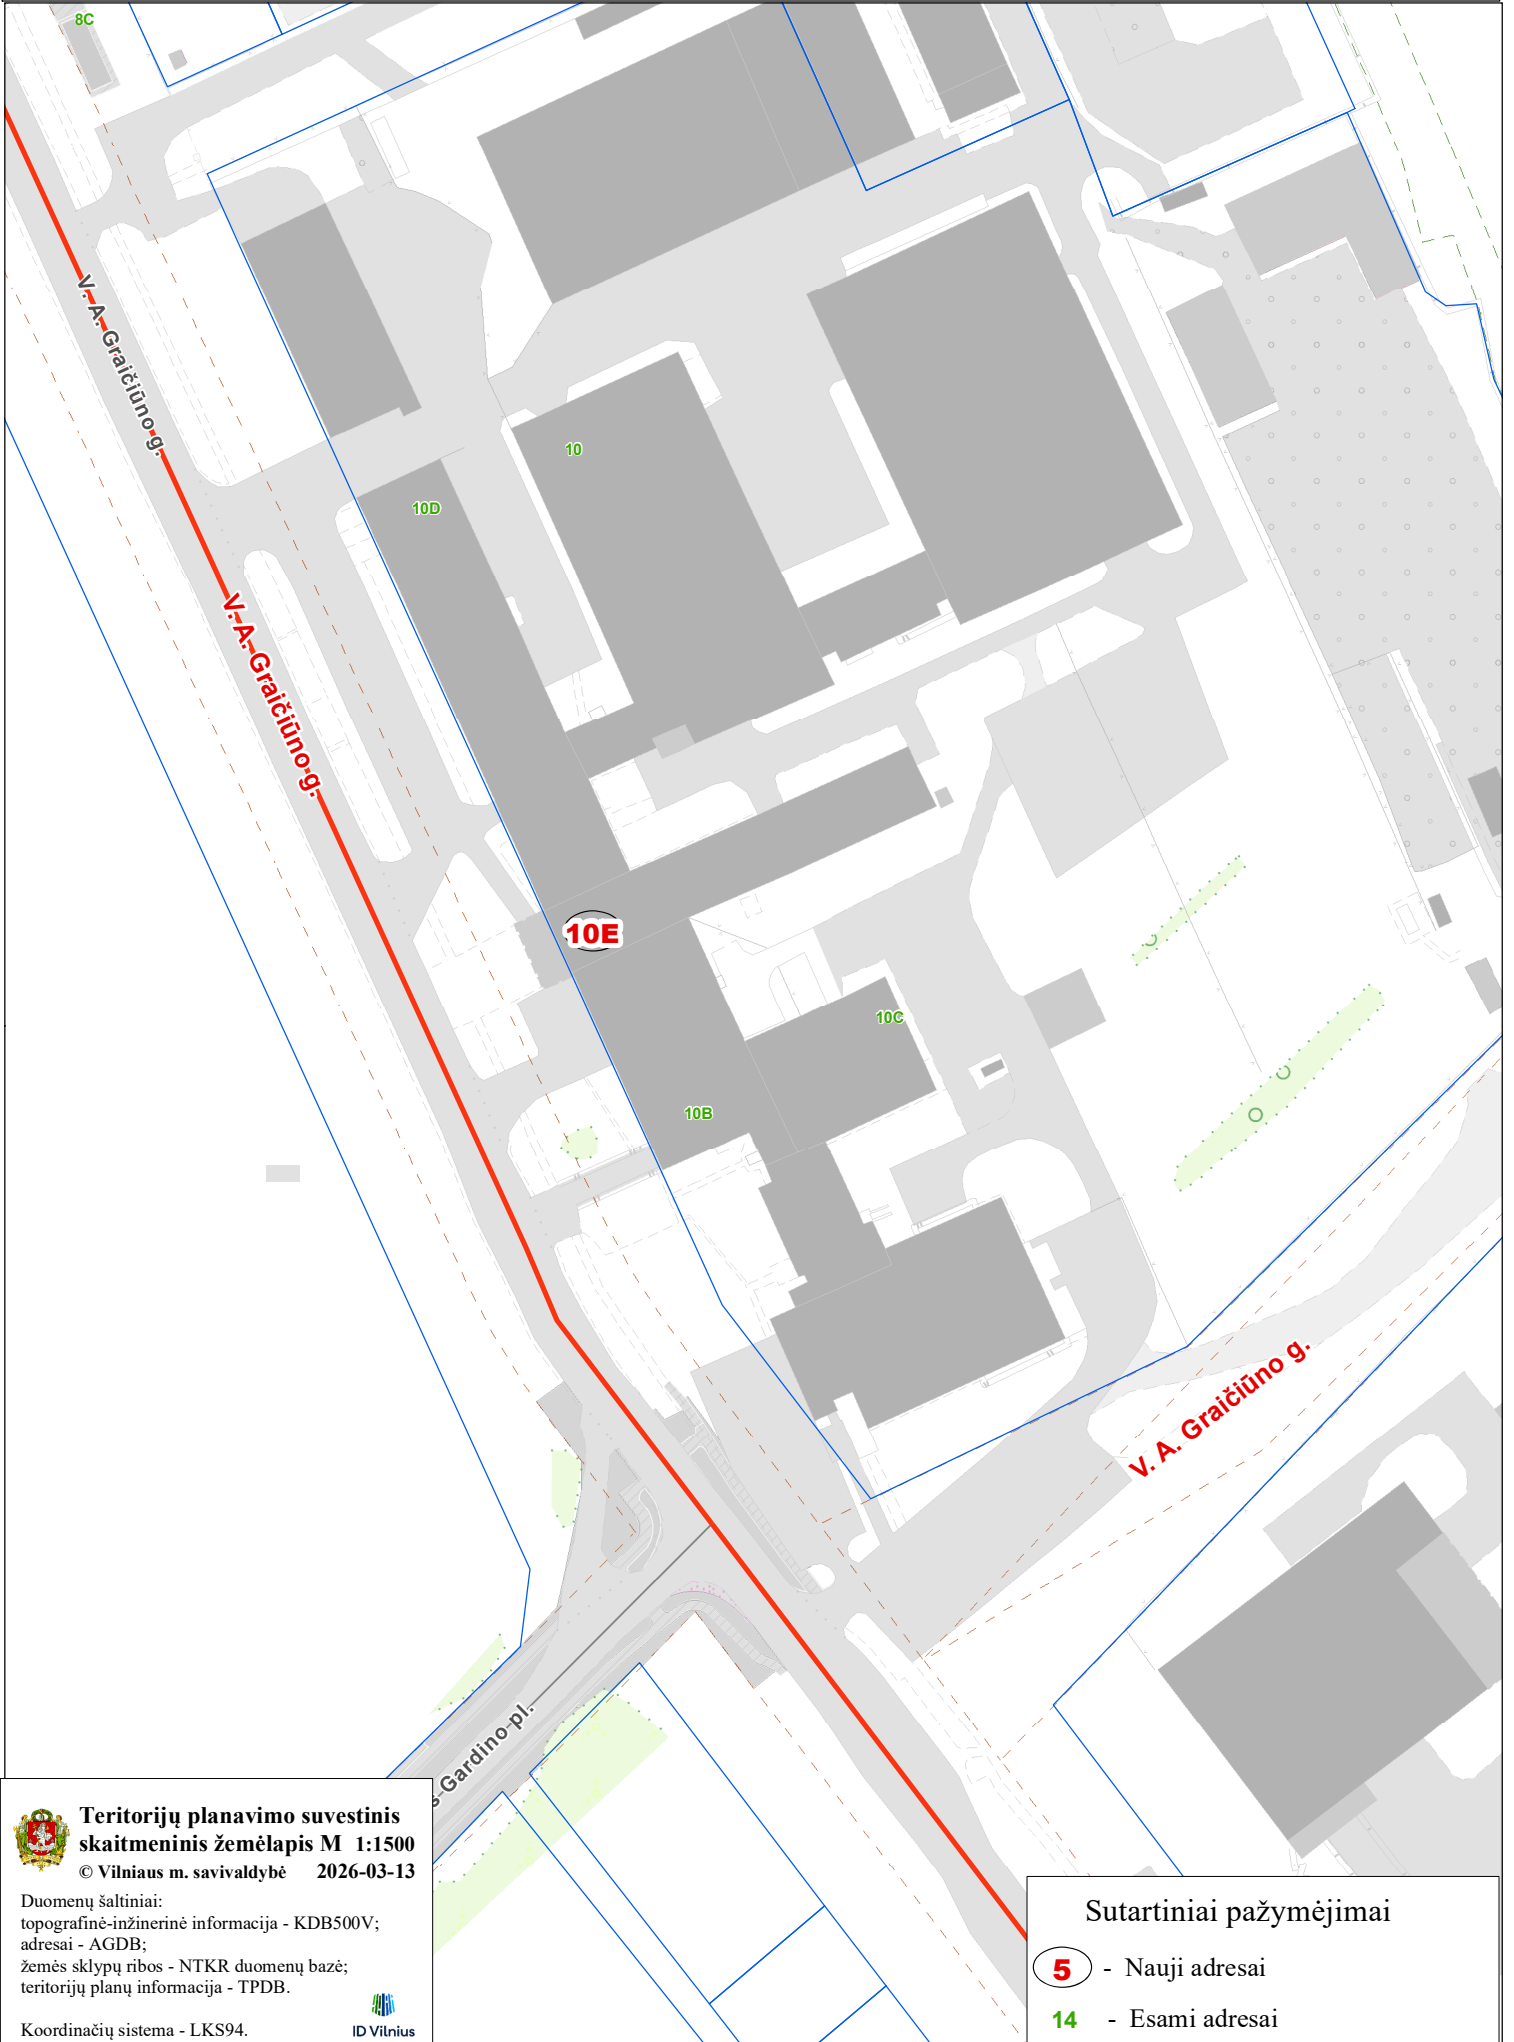 8C
V. A. Graičiūno g.
10
10D
V. A. Graičiūno g.
10E
10C
10B
V. A. Graičiūno g.
s-Gardino pl.
Teritorijų planavimo suvestinis
skaitmeninis žemėlapis M 1:1500
© Vilniaus m. savivaldybė 2026-03-13
Duomenų šaltiniai:
topografinė-inžinerinė informacija - KDB500V;
adresai - AGDB;
žemės sklypų ribos - NTKR duomenų bazė;
teritorijų planų informacija - TPDB.
Koordinačių sistema - LKS94.
ID Vilnius
Sutartiniai pažymėjimai
5 - Nauji adresai
14 - Esami adresai